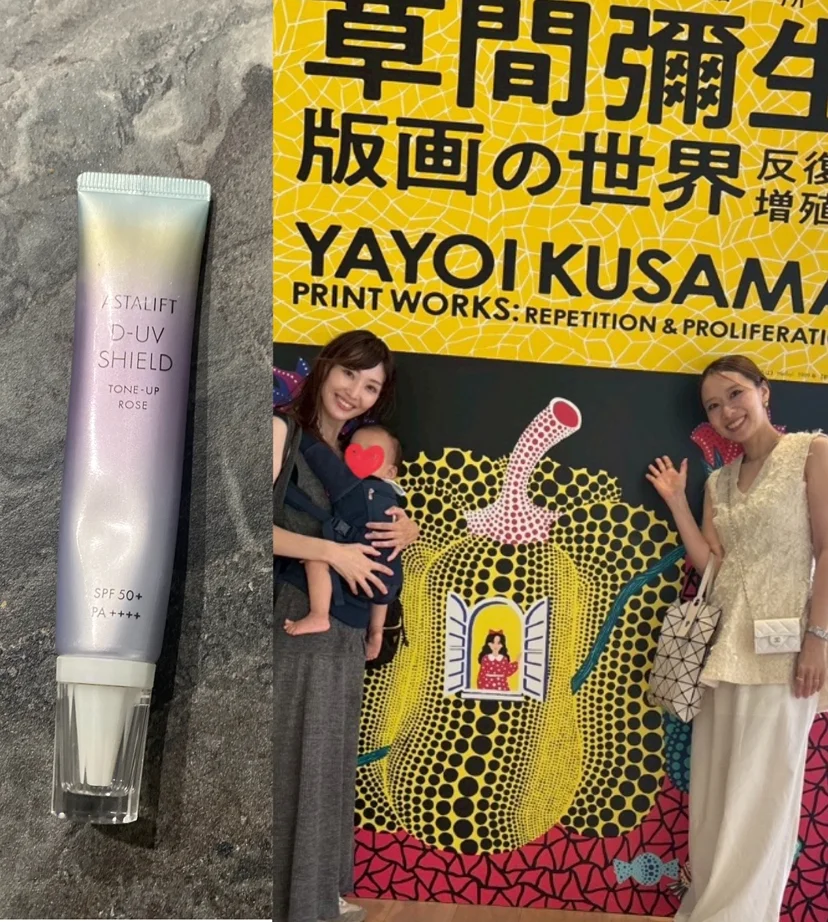 ASTALIFT
D-UV
SHIELD
TONE-UP
ROSE
SPF 50+
PA ++++
草間彌生
版画の世界
反復
増殖
YAYOI KUSAMA
PRINT WORKS: REPETITION & PROLIFERATI